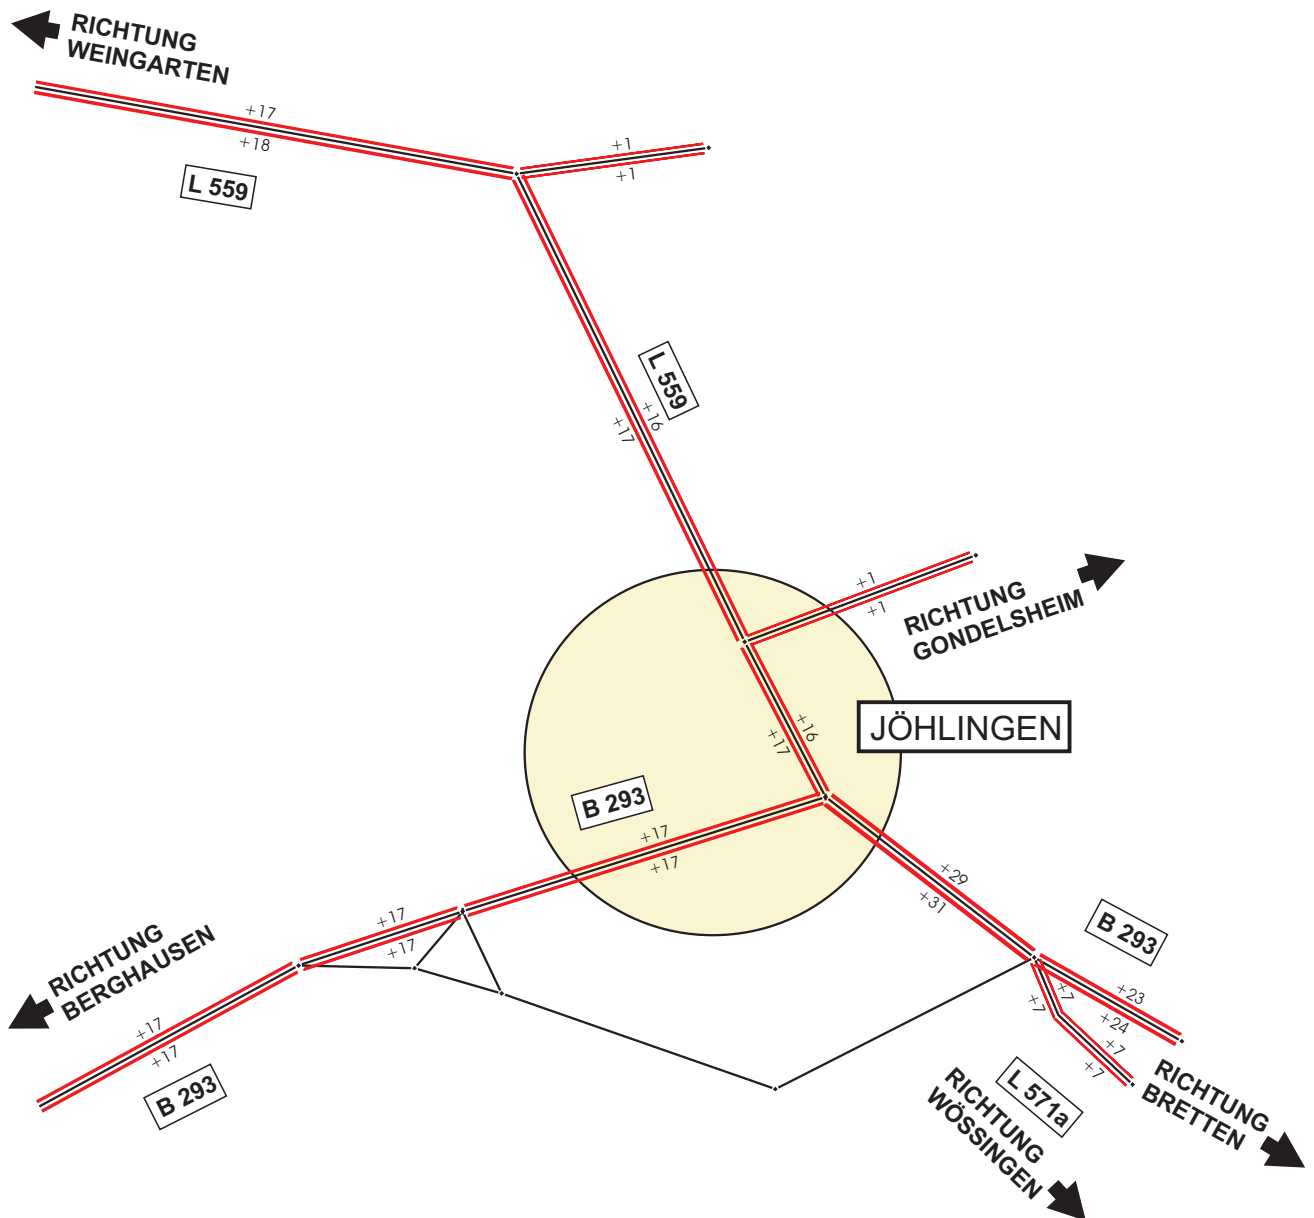 RICHTUNG
WEINGARTEN
+17
+18
L 559
+1
+1
L 559
+16
+17
+1
+1
RICHTUNG
GONDELSHEIM
JÖHLINGEN
+16
+17
B 293
+17
+17
+29
+31
B 293
+17
+17
RICHTUNG
BERGHAUSEN
+17
+17
B 293
+7
+7
+23
+24
+7
+7
L 571a
RICHTUNG
BRETTEN
RICHTUNG
WÖSSINGEN